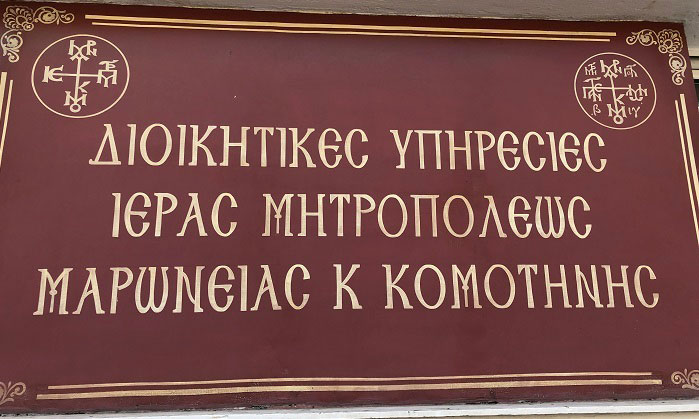 ΔΙΟΙΚΗΤΙΚΕΣ ΥΠΗΡΕΣΙΕΣ
ΙΕΡΑΣ ΜΗΤΡΟΠΟΛΕΩΣ
ΜΑΡΩΝΕΙΑΣ Κ ΚΟΜΟΤΗΝΗΣ